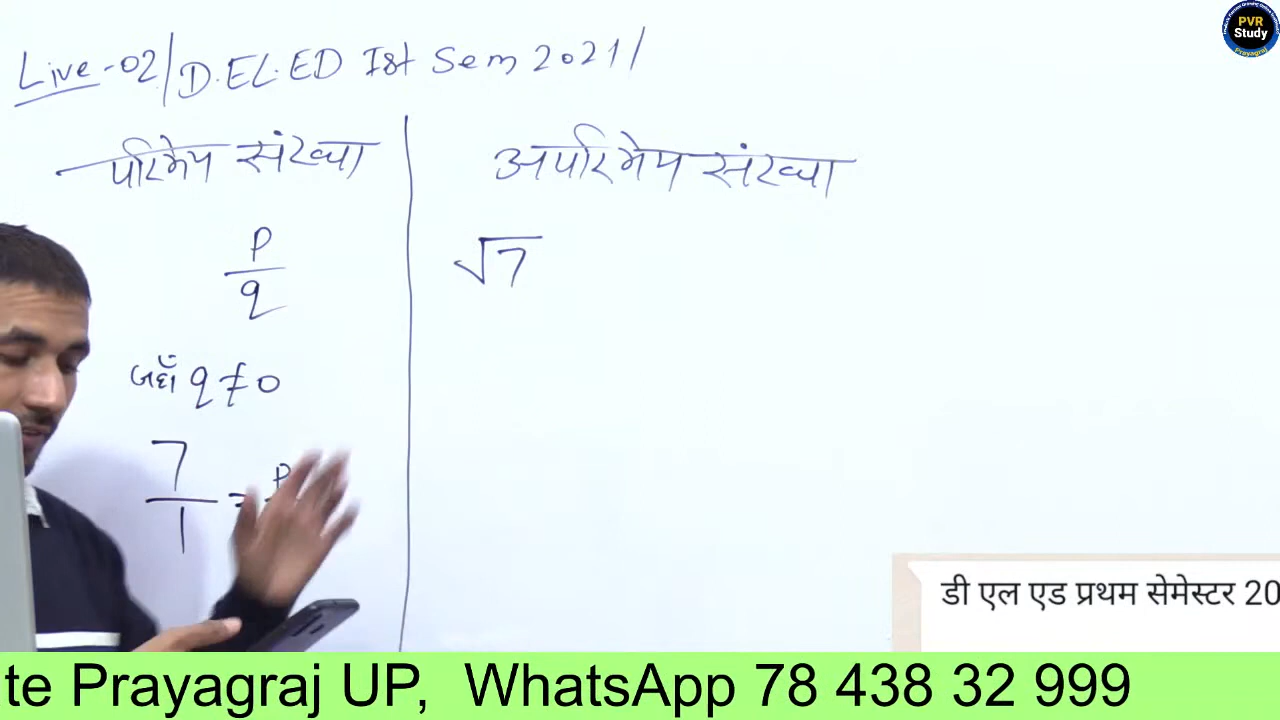 Live-02/D.EL.ED Ist Sem 2021/
PVR
Study
Prayagraj
परिमेय संख्या
अपरिमेय संख्या
p
q
√7
जहाँ q ≠ 0
7
1
= p
डी एल एड प्रथम सेमेस्टर 20
te Prayagraj UP, WhatsApp 78 438 32 999